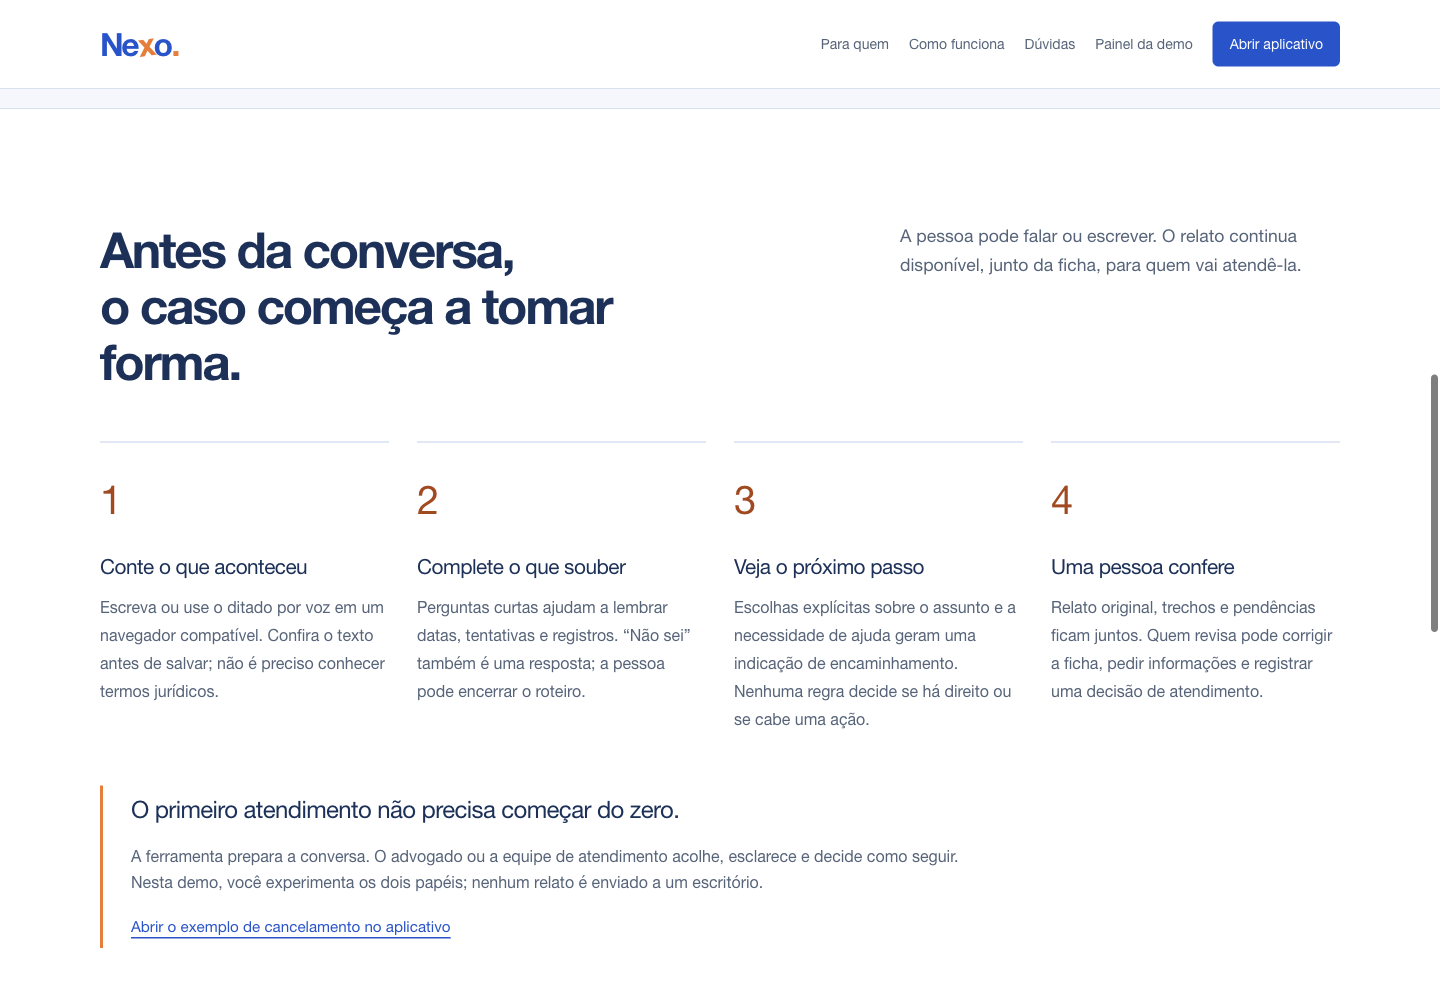 Nexo.
Para quem
Como funciona
Dúvidas
Painel da demo
Abrir aplicativo
Antes da conversa,
o caso começa a tomar
forma.
A pessoa pode falar ou escrever. O relato continua
disponível, junto da ficha, para quem vai atendê-la.
1
Conte o que aconteceu
Escreva ou use o ditado por voz em um
navegador compatível. Confira o texto
antes de salvar; não é preciso conhecer
termos jurídicos.
2
Complete o que souber
Perguntas curtas ajudam a lembrar
datas, tentativas e registros. “Não sei”
também é uma resposta; a pessoa
pode encerrar o roteiro.
3
Veja o próximo passo
Escolhas explícitas sobre o assunto e a
necessidade de ajuda geram uma
indicação de encaminhamento.
Nenhuma regra decide se há direito ou
se cabe uma ação.
4
Uma pessoa confere
Relato original, trechos e pendências
ficam juntos. Quem revisa pode corrigir
a ficha, pedir informações e registrar
uma decisão de atendimento.
O primeiro atendimento não precisa começar do zero.
A ferramenta prepara a conversa. O advogado ou a equipe de atendimento acolhe, esclarece e decide como seguir.
Nesta demo, você experimenta os dois papéis; nenhum relato é enviado a um escritório.
Abrir o exemplo de cancelamento no aplicativo